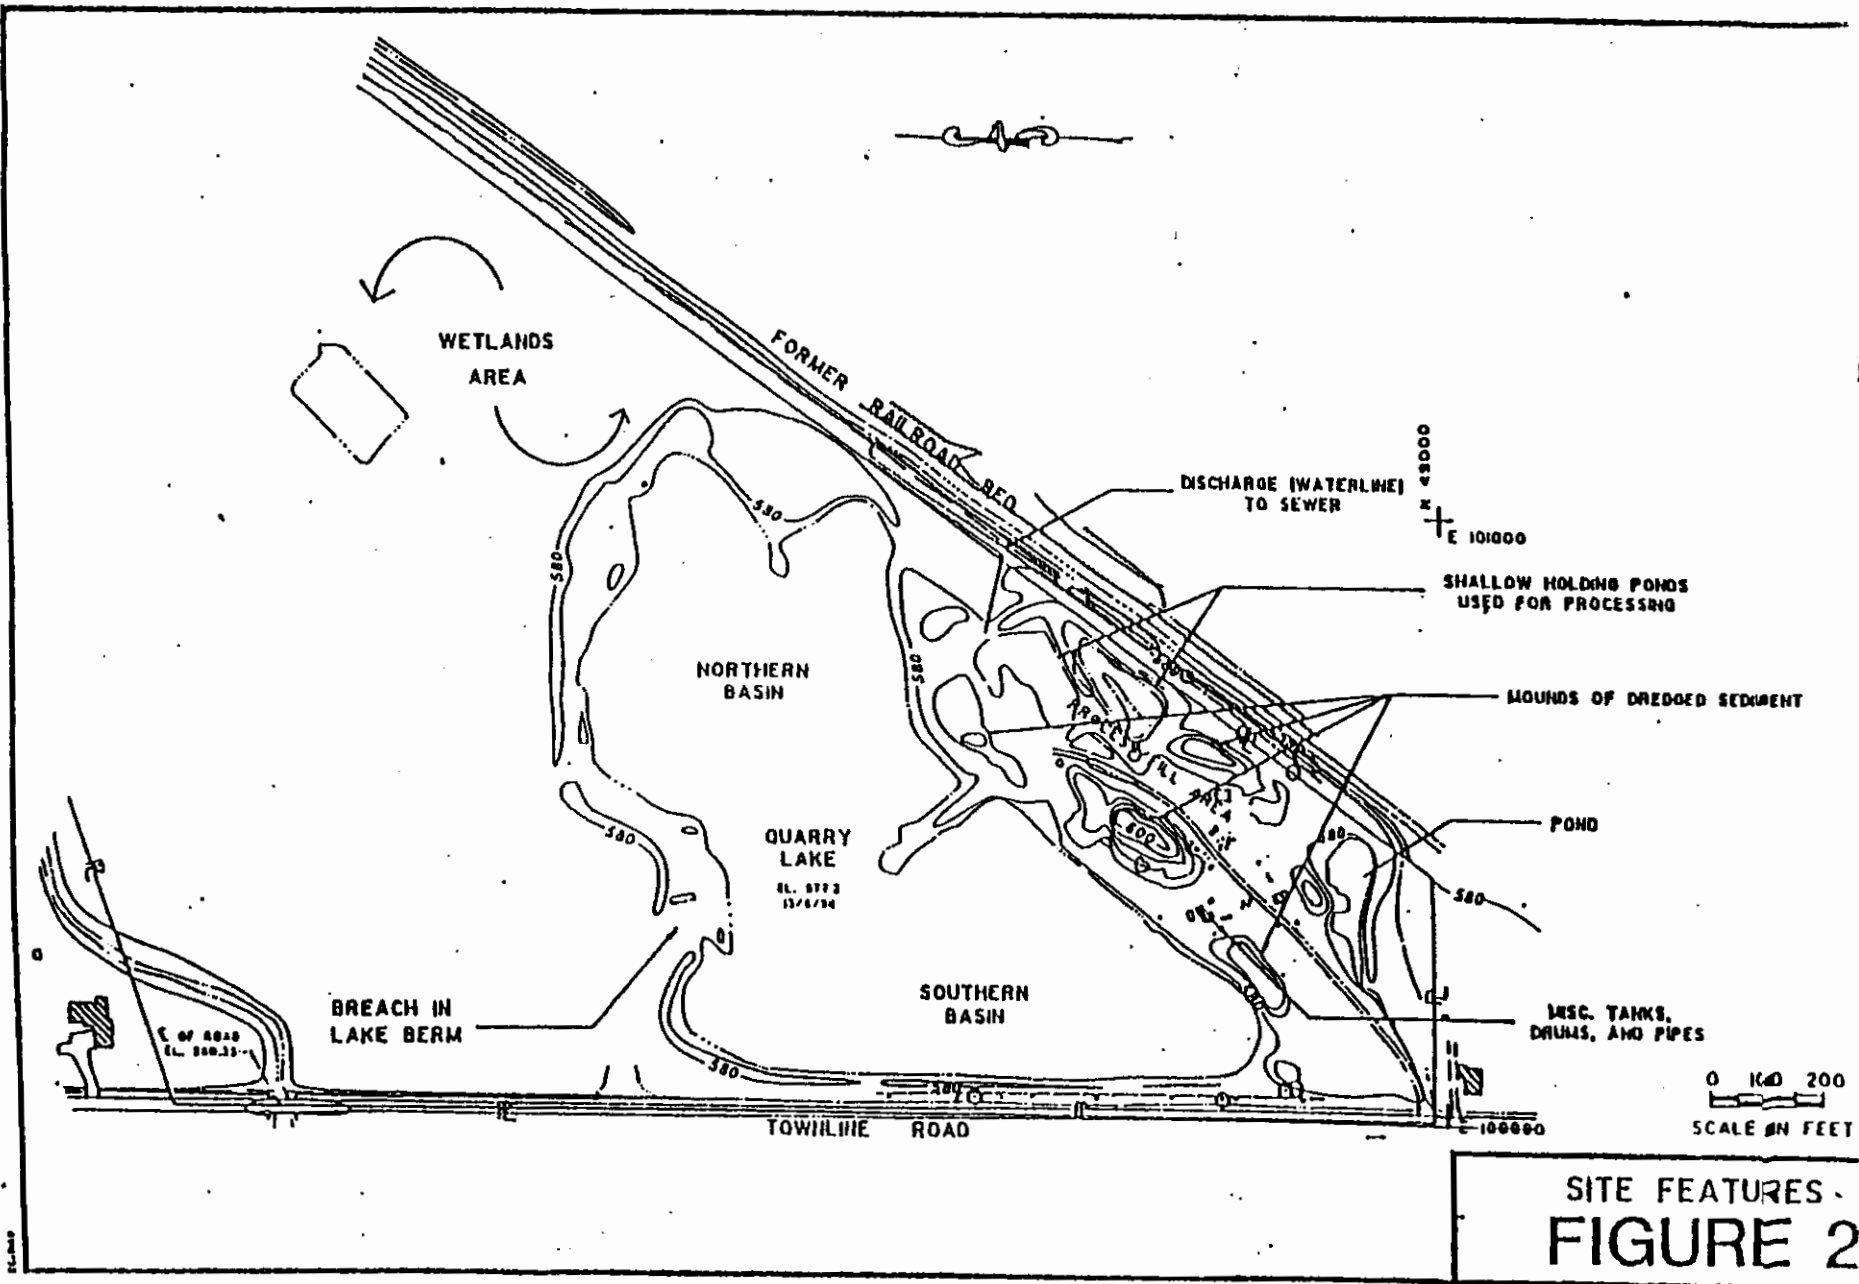 FORMER RAILROAD BED
WETLANDS
AREA
DISCHARGE (WATERLINE)
TO SEWER
E 101000
580
580
580
SHALLOW HOLDING PONDS
USED FOR PROCESSING
NORTHERN
BASIN
MOUNDS OF DREDGED SEDIMENT
AREA
600
580
POND
580
QUARRY
LAKE
580
SOUTHERN
BASIN
BREACH IN
LAKE BERM
MISC. TANKS,
DRUMS, AND PIPES
OF ROAD
580
580
0 100 200
SCALE IN FEET
TOWNLINE ROAD
100000
SITE FEATURES
FIGURE 2